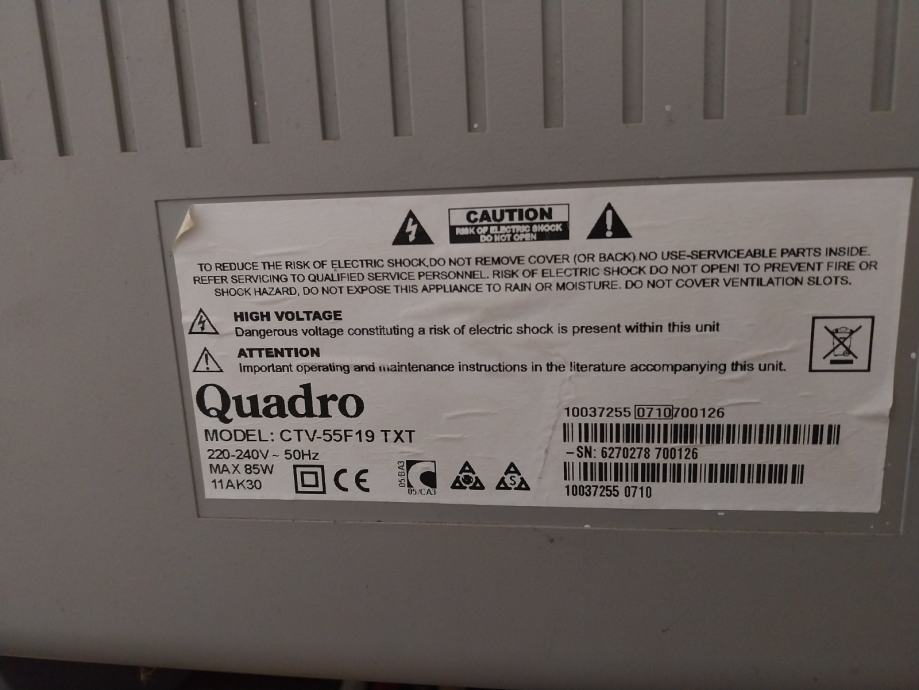 CAUTION
RISK OF ELECTRIC SHOCK
DO NOT OPEN
TO REDUCE THE RISK OF ELECTRIC SHOCK,DO NOT REMOVE COVER (OR BACK).NO USE-SERVICEABLE PARTS INSIDE.
REFER SERVICING TO QUALIFIED SERVICE PERSONNEL. RISK OF ELECTRIC SHOCK DO NOT OPENI TO PREVENT FIRE OR
SHOCK HAZARD, DO NOT EXPOSE THIS APPLIANCE TO RAIN OR MOISTURE. DO NOT COVER VENTILATION SLOTS.
HIGH VOLTAGE
Dangerous voltage constituting a risk of electric shock is present within this unit
ATTENTION
Important operating and maintenance instructions in the literature accompanying this unit.
Quadro
MODEL: CTV-55F19 TXT
220-240V ~ 50Hz
MAX 85W
11AK30
CE
05 BA3
05/CA3
S
10037255 0710 700126
-SN: 6270278 700126
10037255 0710